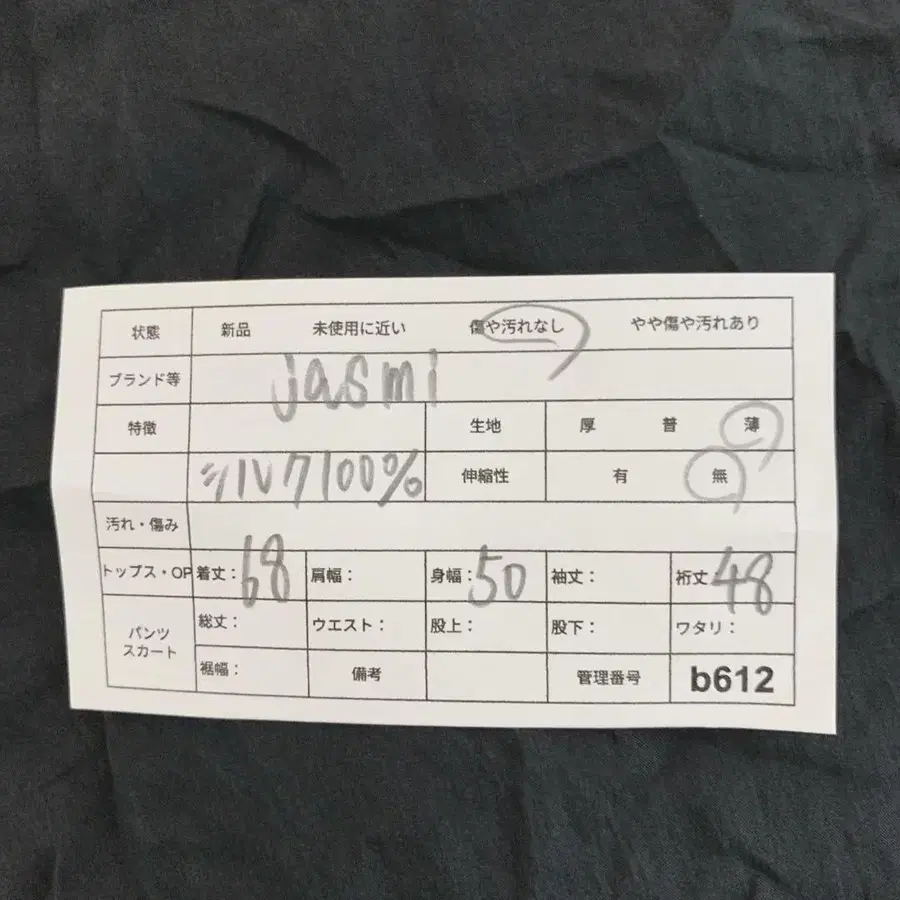 状態 新品 未使用に近い 傷や汚れなし やや傷や汚れあり
ブランド等 jasmi
特徴 生地 厚 普 薄
シルク100% 伸縮性 有 無
汚れ・傷み
トップス・OP 着丈：68 肩幅： 身幅：50 袖丈： 裄丈 48
パンツ 総丈： ウエスト： 股上： 股下： ワタリ：
スカート 裾幅： 備考 管理番号 b612